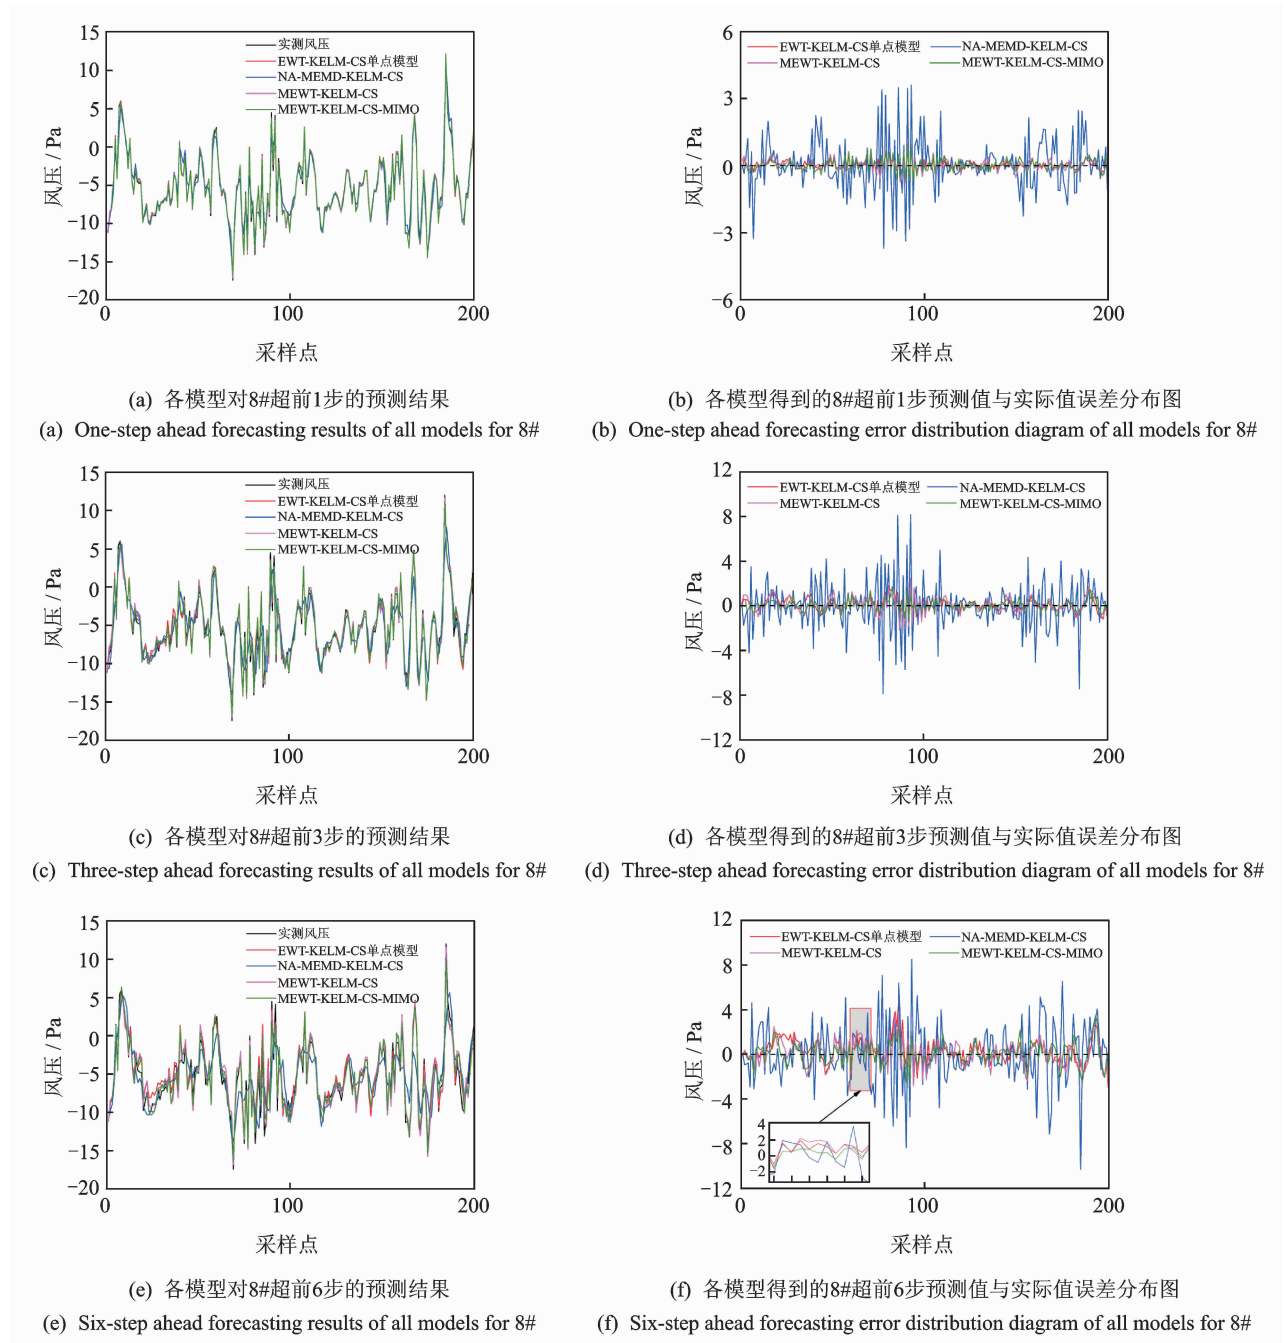 15
10
5
0
−5
−10
−15
−20
风压 / Pa
实测风压
EWT-KELM-CS单点模型
NA-MEMD-KELM-CS
MEWT-KELM-CS
MEWT-KELM-CS-MIMO
0
100
200
采样点
6
3
0
−3
−6
风压 / Pa
EWT-KELM-CS单点模型
NA-MEMD-KELM-CS
MEWT-KELM-CS
MEWT-KELM-CS-MIMO
0
100
200
采样点
(a) 各模型对8#超前1步的预测结果
(a) One-step ahead forecasting results of all models for 8#
(b) 各模型得到的8#超前1步预测值与实际值误差分布图
(b) One-step ahead forecasting error distribution diagram of all models for 8#
15
10
5
0
−5
−10
−15
−20
风压 / Pa
实测风压
EWT-KELM-CS单点模型
NA-MEMD-KELM-CS
MEWT-KELM-CS
MEWT-KELM-CS-MIMO
0
100
200
采样点
12
8
4
0
−4
−8
−12
风压 / Pa
EWT-KELM-CS单点模型
NA-MEMD-KELM-CS
MEWT-KELM-CS
MEWT-KELM-CS-MIMO
0
100
200
采样点
(c) 各模型对8#超前3步的预测结果
(c) Three-step ahead forecasting results of all models for 8#
(d) 各模型得到的8#超前3步预测值与实际值误差分布图
(d) Three-step ahead forecasting error distribution diagram of all models for 8#
15
10
5
0
−5
−10
−15
−20
风压 / Pa
实测风压
EWT-KELM-CS单点模型
NA-MEMD-KELM-CS
MEWT-KELM-CS
MEWT-KELM-CS-MIMO
0
100
200
采样点
12
8
4
0
−4
−8
−12
风压 / Pa
EWT-KELM-CS单点模型
NA-MEMD-KELM-CS
MEWT-KELM-CS
MEWT-KELM-CS-MIMO
4
2
0
−2
0
100
200
采样点
(e) 各模型对8#超前6步的预测结果
(e) Six-step ahead forecasting results of all models for 8#
(f) 各模型得到的8#超前6步预测值与实际值误差分布图
(f) Six-step ahead forecasting error distribution diagram of all models for 8#